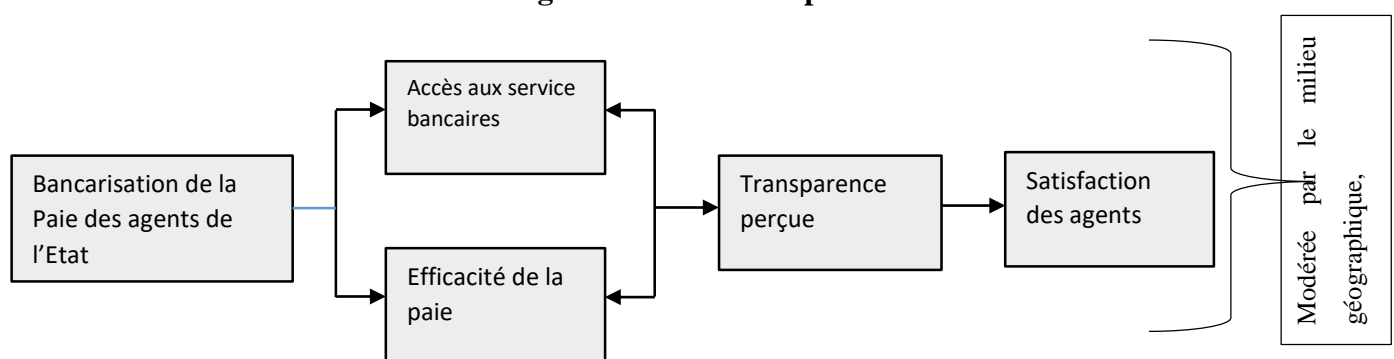 Accès aux service
bancaires
Bancarisation de la
Paie des agents de
l’Etat
Efficacité de la
paie
Transparence
perçue
Satisfaction
des agents
Modérée par le milieu
géographique,